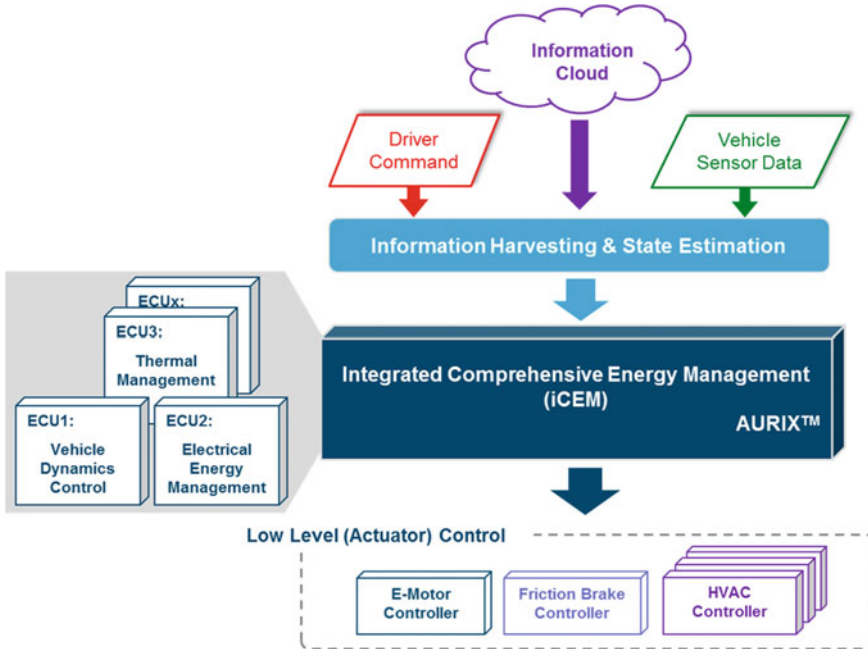 Information
Cloud
Driver
Command
Vehicle
Sensor Data
Information Harvesting & State Estimation
ECUx:
ECU3:
Thermal
Management
ECU1:
Vehicle
Dynamics
Control
ECU2:
Electrical
Energy
Management
Integrated Comprehensive Energy Management
(iCEM)
AURIX™
Low Level (Actuator) Control
E-Motor
Controller
Friction Brake
Controller
HVAC
Controller